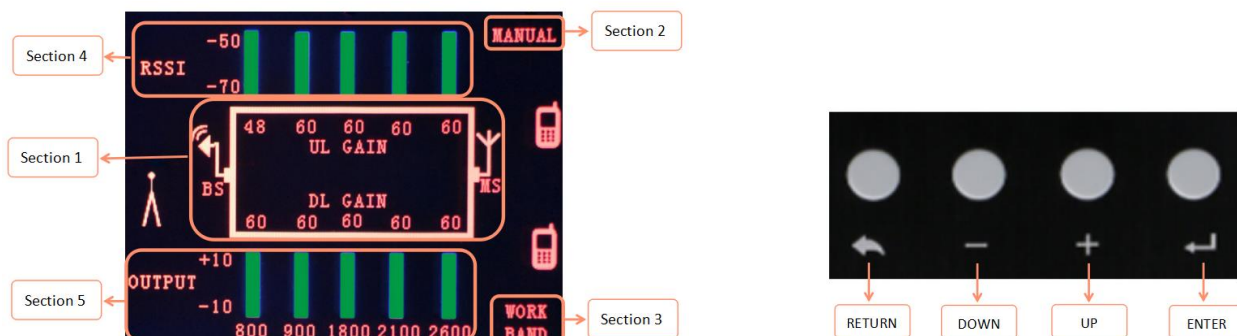 Section 4
Section 2
-50
MANUAL
RSSI
-70
Section 1
48 60 60 60 60
UL GAIN
BS
MS
DL GAIN
60 60 60 60 60
+10
OUTPUT
-10
Section 5
WORK
BAND
Section 3
800 900 1800 2100 2600
RETURN
DOWN
UP
ENTER